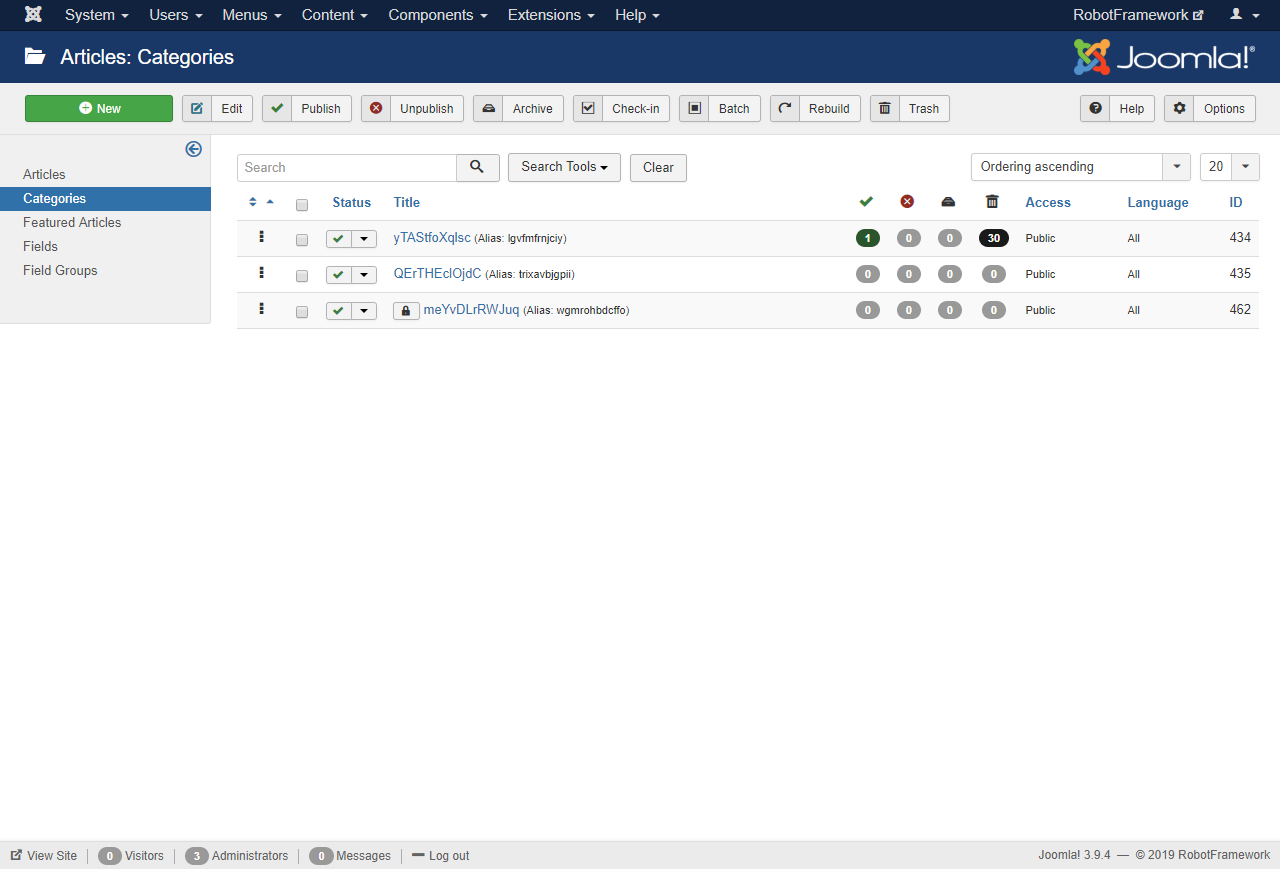 System Users Menus Content Components Extensions Help RobotFramework
Articles: Categories Joomla!®
New Edit Publish Unpublish Archive Check-in Batch Rebuild Trash Help Options
Articles
Categories
Featured Articles
Fields
Field Groups
Search Search Tools Clear Ordering ascending 20
Status Title Access Language ID
yTAStfoXqlsc (Alias: lgvfmfrnjciy) 1 0 0 30 Public All 434
QErTHEclOjdC (Alias: trixavbjgpii) 0 0 0 0 Public All 435
meYvDLrRWJuq (Alias: wgmrohbdcffo) 0 0 0 0 Public All 462
View Site 0 Visitors 3 Administrators 0 Messages Log out Joomla! 3.9.4 — © 2019 RobotFramework